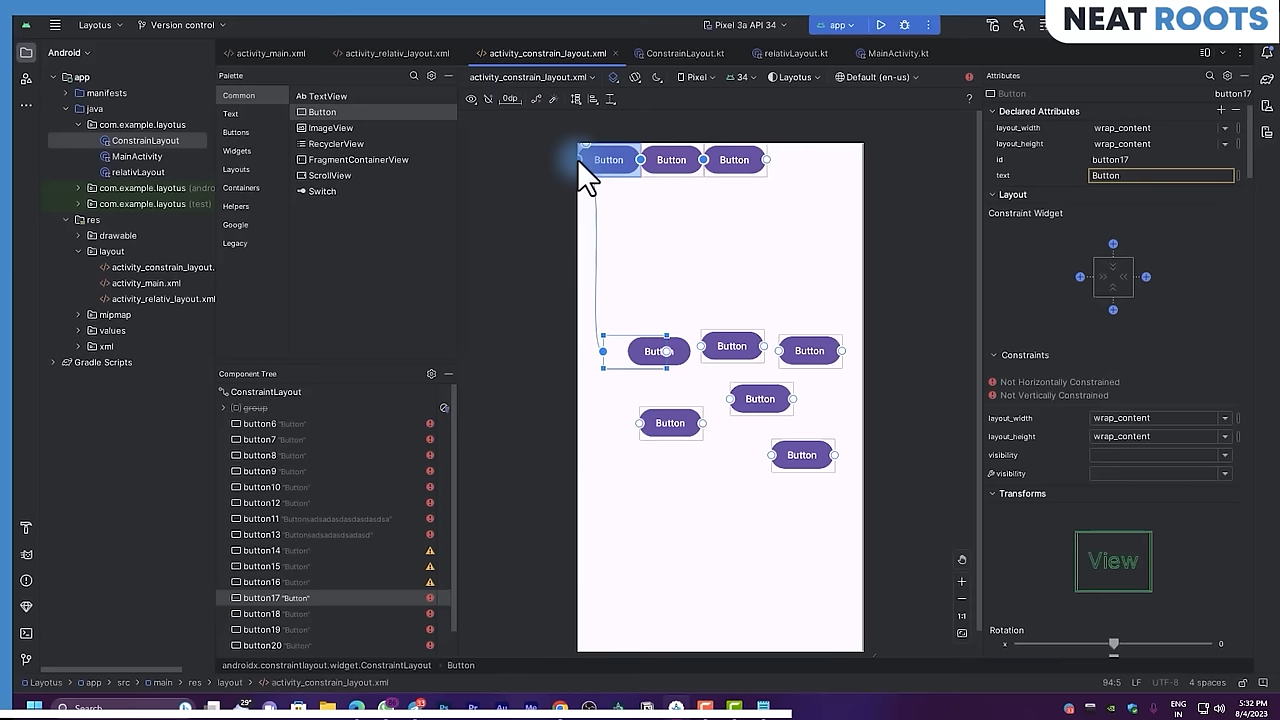 NEAT ROOTS
Layotus
Version control
Pixel 3a API 34
app
activity_main.xml
activity_relativ_layout.xml
activity_constrain_layout.xml
ConstrainLayout.kt
relativLayout.kt
MainActivity.kt
Android
app
manifests
java
com.example.layotus
ConstrainLayout
MainActivity
relativLayout
com.example.layotus (andro
com.example.layotus (test)
res
drawable
layout
activity_constrain_layout.
activity_main.xml
activity_relativ_layout.xml
mipmap
values
xml
Gradle Scripts
Palette
Common
Text
Buttons
Widgets
Layouts
Containers
Helpers
Google
Legacy
Ab TextView
Button
ImageView
RecyclerView
FragmentContainerView
ScrollView
Switch
Component Tree
ConstraintLayout
group
button6 "Button"
button7 "Button"
button8 "Button"
button9 "Button"
button10 "Button"
button12 "Button"
button11 "Buttonsadsadasdasdasdasdsa"
button13 "Buttonsadsadasdsadasd"
button14 "Button"
button15 "Button"
button16 "Button"
button17 "Button"
button18 "Button"
button19 "Button"
button20 "Button"
activity_constrain_layout.xml
Pixel
34
Layotus
Default (en-us)
0dp
?
Button Button Button
Button Button Button
Button
Button
Button
1:1
Attributes
Button
button17
Declared Attributes
layout_width wrap_content
layout_height wrap_content
id button17
text Button
Layout
Constraint Widget
Constraints
Not Horizontally Constrained
Not Vertically Constrained
layout_width wrap_content
layout_height wrap_content
visibility
visibility
Transforms
View
Rotation
x 0
androidx.constraintlayout.widget.ConstraintLayout > Button
Layotus > app > src > main > res > layout > activity_constrain_layout.xml
94:5 LF UTF-8 4 spaces
Search
29°
ENG
IN
5:32 PM
8/4/2023